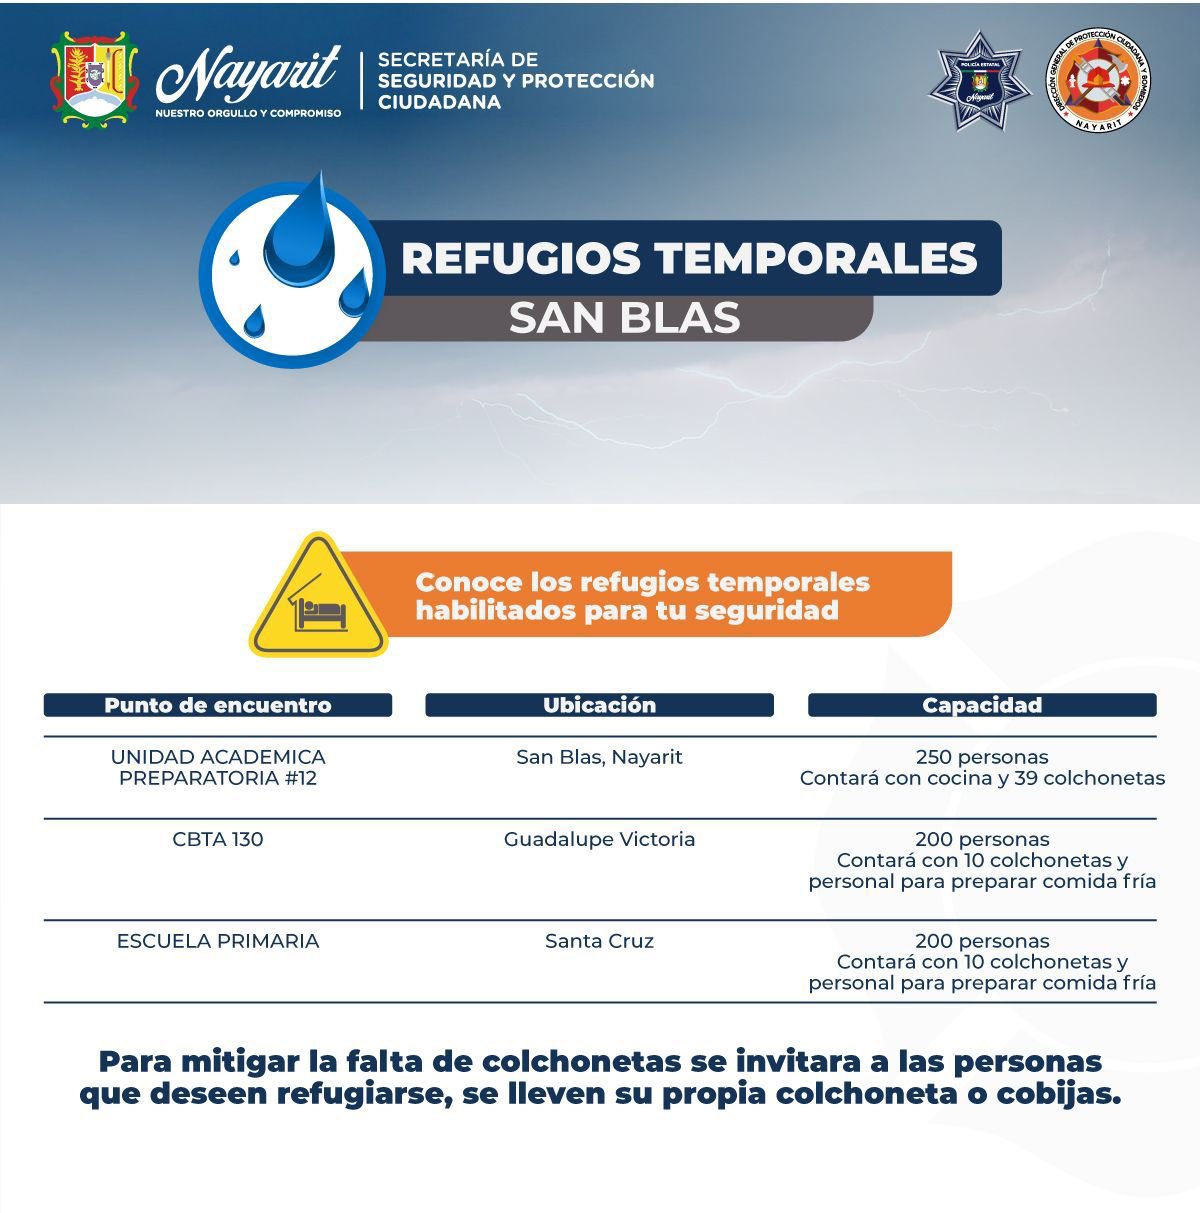 Nayarit
NUESTRO ORGULLO Y COMPROMISO
SECRETARÍA DE
SEGURIDAD Y PROTECCIÓN
CIUDADANA
POLICÍA ESTATAL
Nayarit
DIRECCIÓN GENERAL DE PROTECCIÓN CIUDADANA Y BOMBEROS
NAYARIT
REFUGIOS TEMPORALES
SAN BLAS
Conoce los refugios temporales
habilitados para tu seguridad
Punto de encuentro
Ubicación
Capacidad
UNIDAD ACADEMICA
PREPARATORIA #12
San Blas, Nayarit
250 personas
Contará con cocina y 39 colchonetas
CBTA 130
Guadalupe Victoria
200 personas
Contará con 10 colchonetas y
personal para preparar comida fría
ESCUELA PRIMARIA
Santa Cruz
200 personas
Contará con 10 colchonetas y
personal para preparar comida fría
Para mitigar la falta de colchonetas se invitara a las personas
que deseen refugiarse, se lleven su propia colchoneta o cobijas.